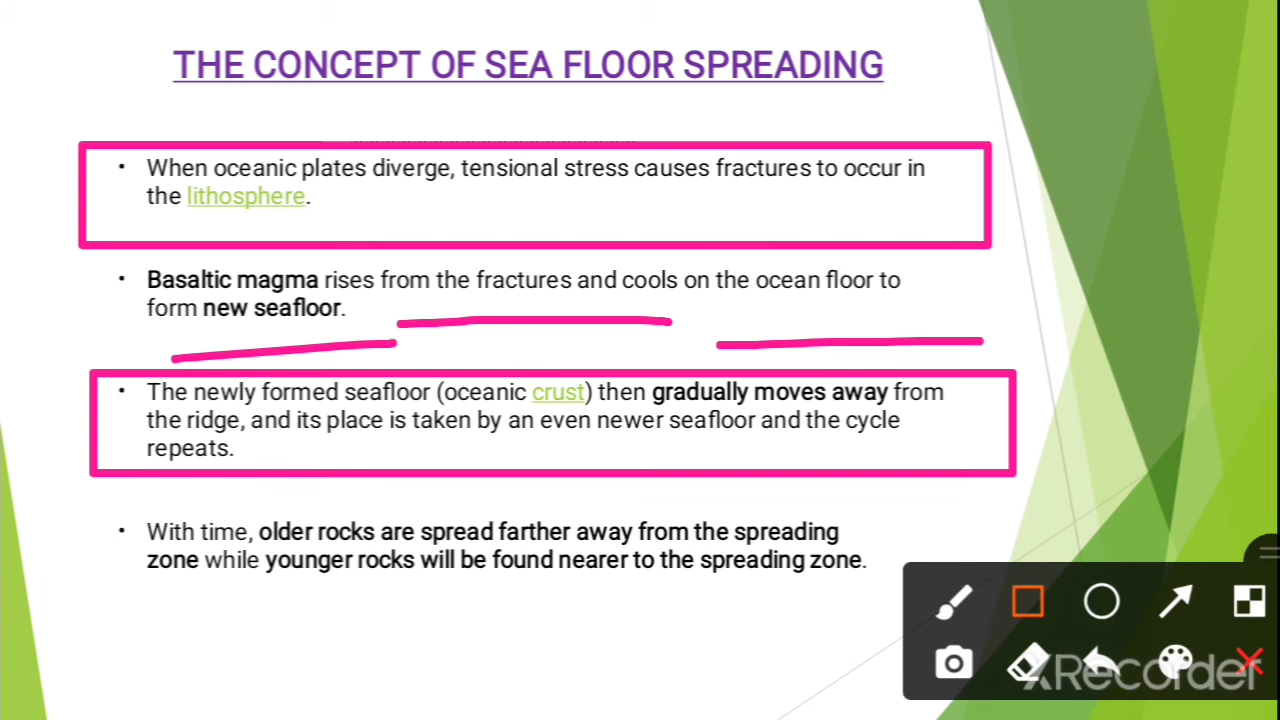 THE CONCEPT OF SEA FLOOR SPREADING
• When oceanic plates diverge, tensional stress causes fractures to occur in
the lithosphere.
• Basaltic magma rises from the fractures and cools on the ocean floor to
form new seafloor.
• The newly formed seafloor (oceanic crust) then gradually moves away from
the ridge, and its place is taken by an even newer seafloor and the cycle
repeats.
• With time, older rocks are spread farther away from the spreading
zone while younger rocks will be found nearer to the spreading zone.
XRecorder